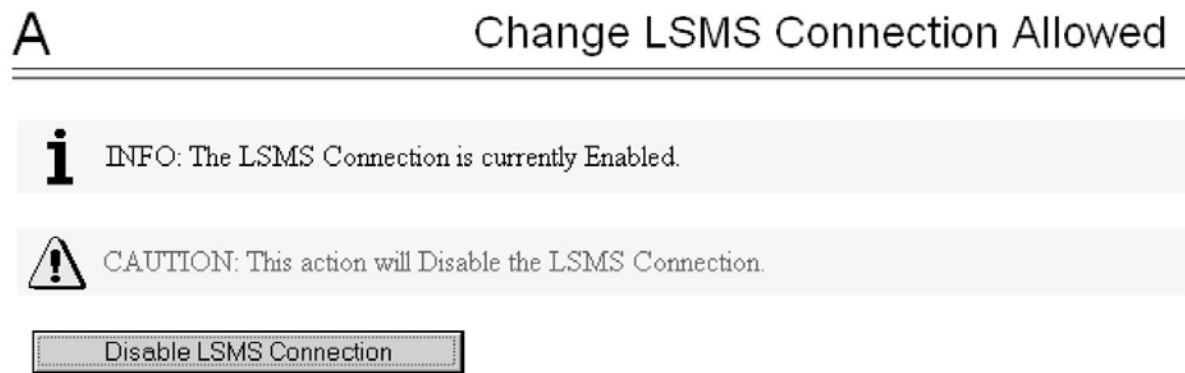 A
Change LSMS Connection Allowed
INFO: The LSMS Connection is currently Enabled.
CAUTION: This action will Disable the LSMS Connection.
Disable LSMS Connection